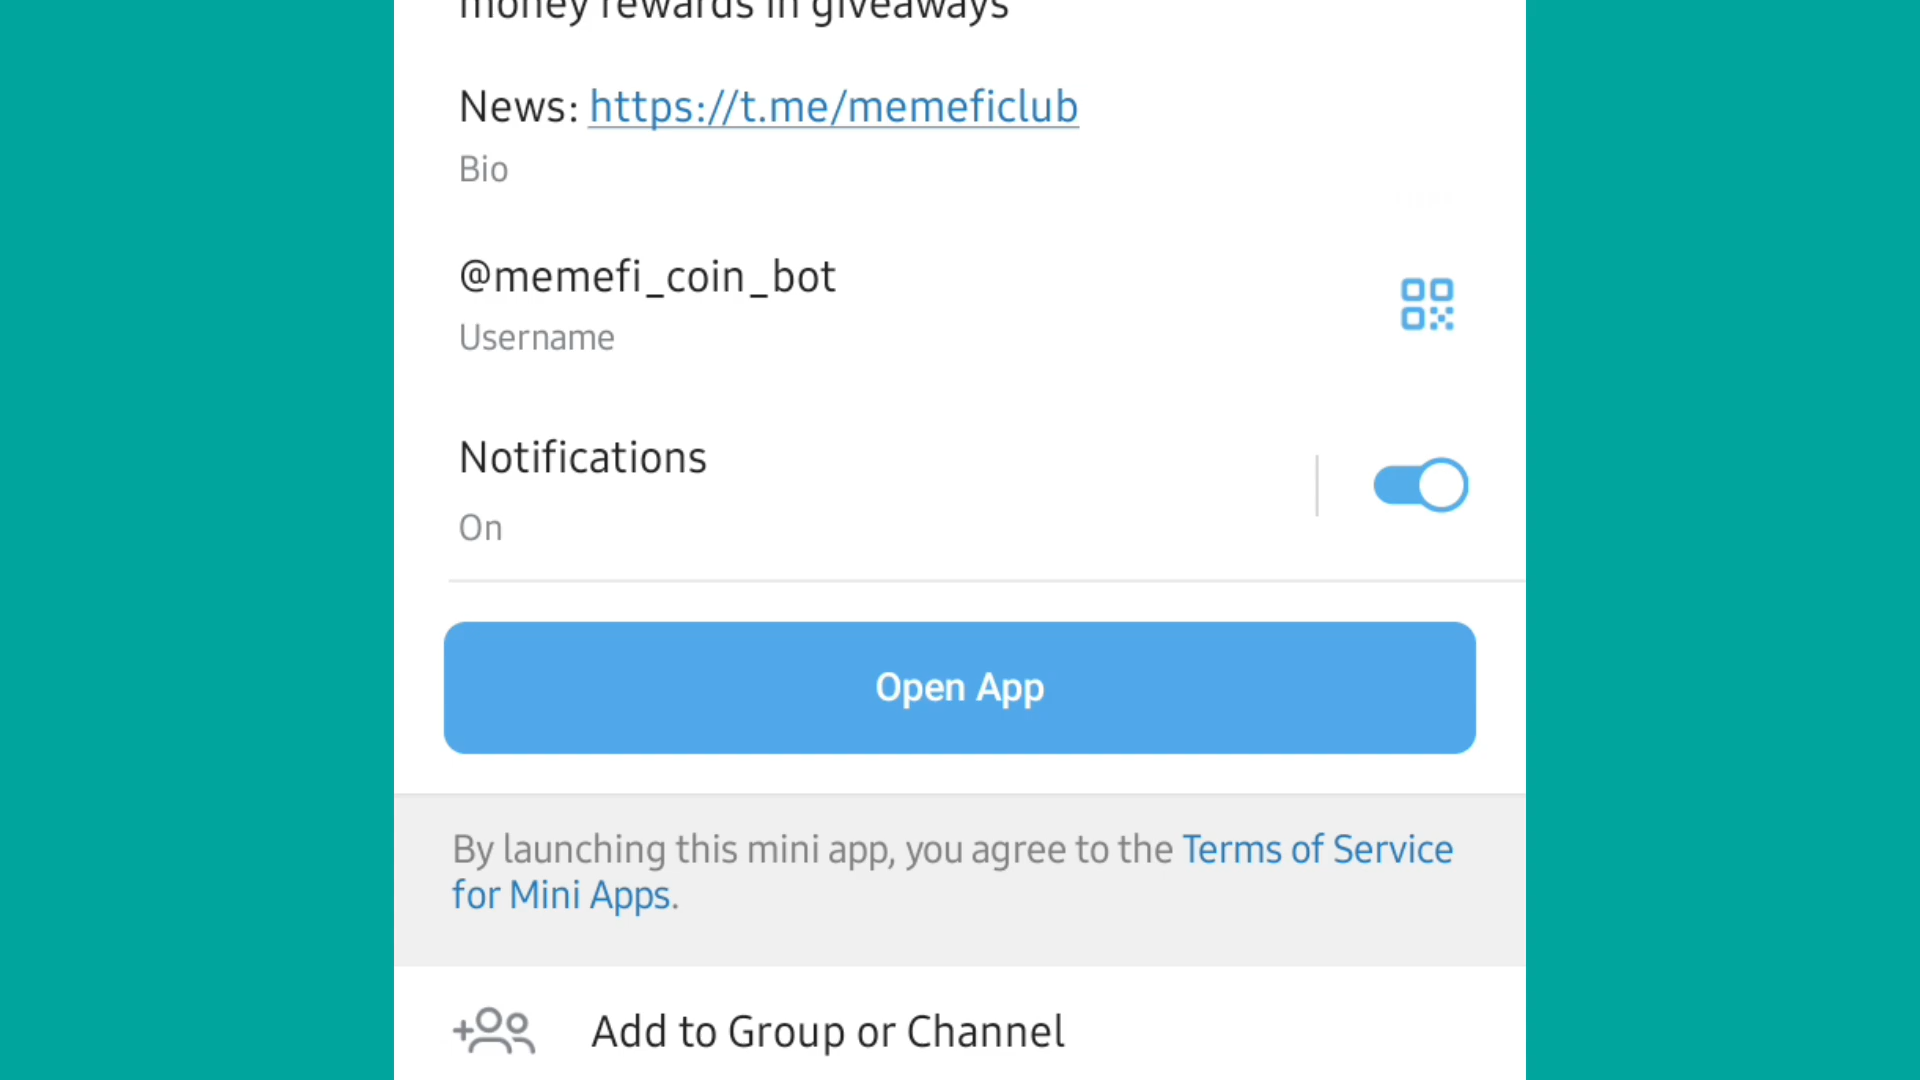 money rewards in giveaways
News: https://t.me/memeficlub
Bio
@memefi_coin_bot
Username
Notifications
On
Open App
By launching this mini app, you agree to the Terms of Service
for Mini Apps.
Add to Group or Channel